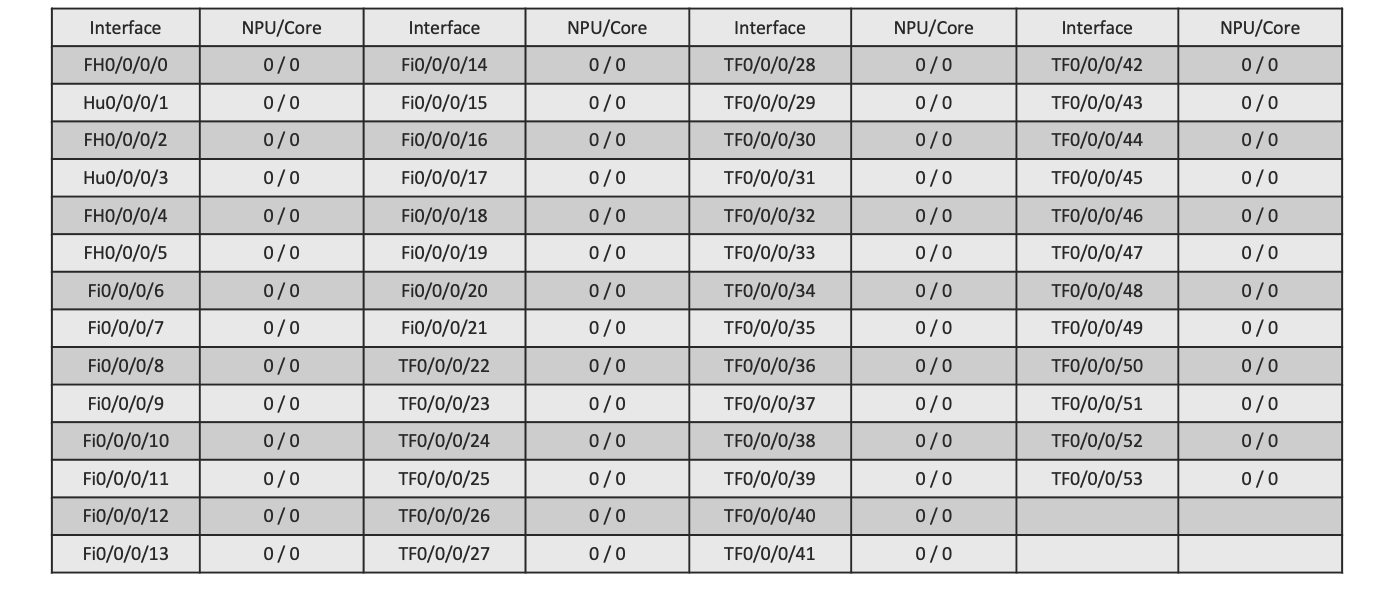 Interface NPU/Core Interface NPU/Core Interface NPU/Core Interface NPU/Core
FH0/0/0/0 0 / 0 Fi0/0/0/14 0 / 0 TF0/0/0/28 0 / 0 TF0/0/0/42 0 / 0
Hu0/0/0/1 0 / 0 Fi0/0/0/15 0 / 0 TF0/0/0/29 0 / 0 TF0/0/0/43 0 / 0
FH0/0/0/2 0 / 0 Fi0/0/0/16 0 / 0 TF0/0/0/30 0 / 0 TF0/0/0/44 0 / 0
Hu0/0/0/3 0 / 0 Fi0/0/0/17 0 / 0 TF0/0/0/31 0 / 0 TF0/0/0/45 0 / 0
FH0/0/0/4 0 / 0 Fi0/0/0/18 0 / 0 TF0/0/0/32 0 / 0 TF0/0/0/46 0 / 0
FH0/0/0/5 0 / 0 Fi0/0/0/19 0 / 0 TF0/0/0/33 0 / 0 TF0/0/0/47 0 / 0
Fi0/0/0/6 0 / 0 Fi0/0/0/20 0 / 0 TF0/0/0/34 0 / 0 TF0/0/0/48 0 / 0
Fi0/0/0/7 0 / 0 Fi0/0/0/21 0 / 0 TF0/0/0/35 0 / 0 TF0/0/0/49 0 / 0
Fi0/0/0/8 0 / 0 TF0/0/0/22 0 / 0 TF0/0/0/36 0 / 0 TF0/0/0/50 0 / 0
Fi0/0/0/9 0 / 0 TF0/0/0/23 0 / 0 TF0/0/0/37 0 / 0 TF0/0/0/51 0 / 0
Fi0/0/0/10 0 / 0 TF0/0/0/24 0 / 0 TF0/0/0/38 0 / 0 TF0/0/0/52 0 / 0
Fi0/0/0/11 0 / 0 TF0/0/0/25 0 / 0 TF0/0/0/39 0 / 0 TF0/0/0/53 0 / 0
Fi0/0/0/12 0 / 0 TF0/0/0/26 0 / 0 TF0/0/0/40 0 / 0
Fi0/0/0/13 0 / 0 TF0/0/0/27 0 / 0 TF0/0/0/41 0 / 0